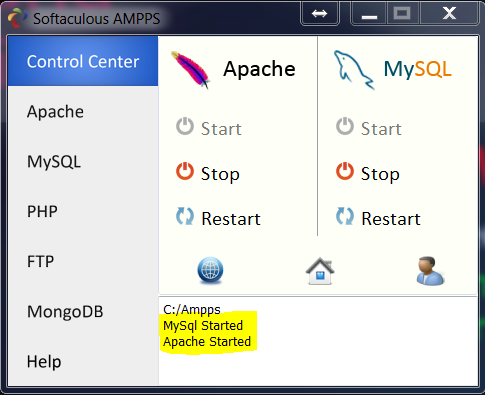 Softaculous AMPPS
Control Center
Apache
MySQL
PHP
FTP
MongoDB
Help
Apache
Start
Stop
Restart
MySQL
Start
Stop
Restart
C:/Ampps
MySql Started
Apache Started